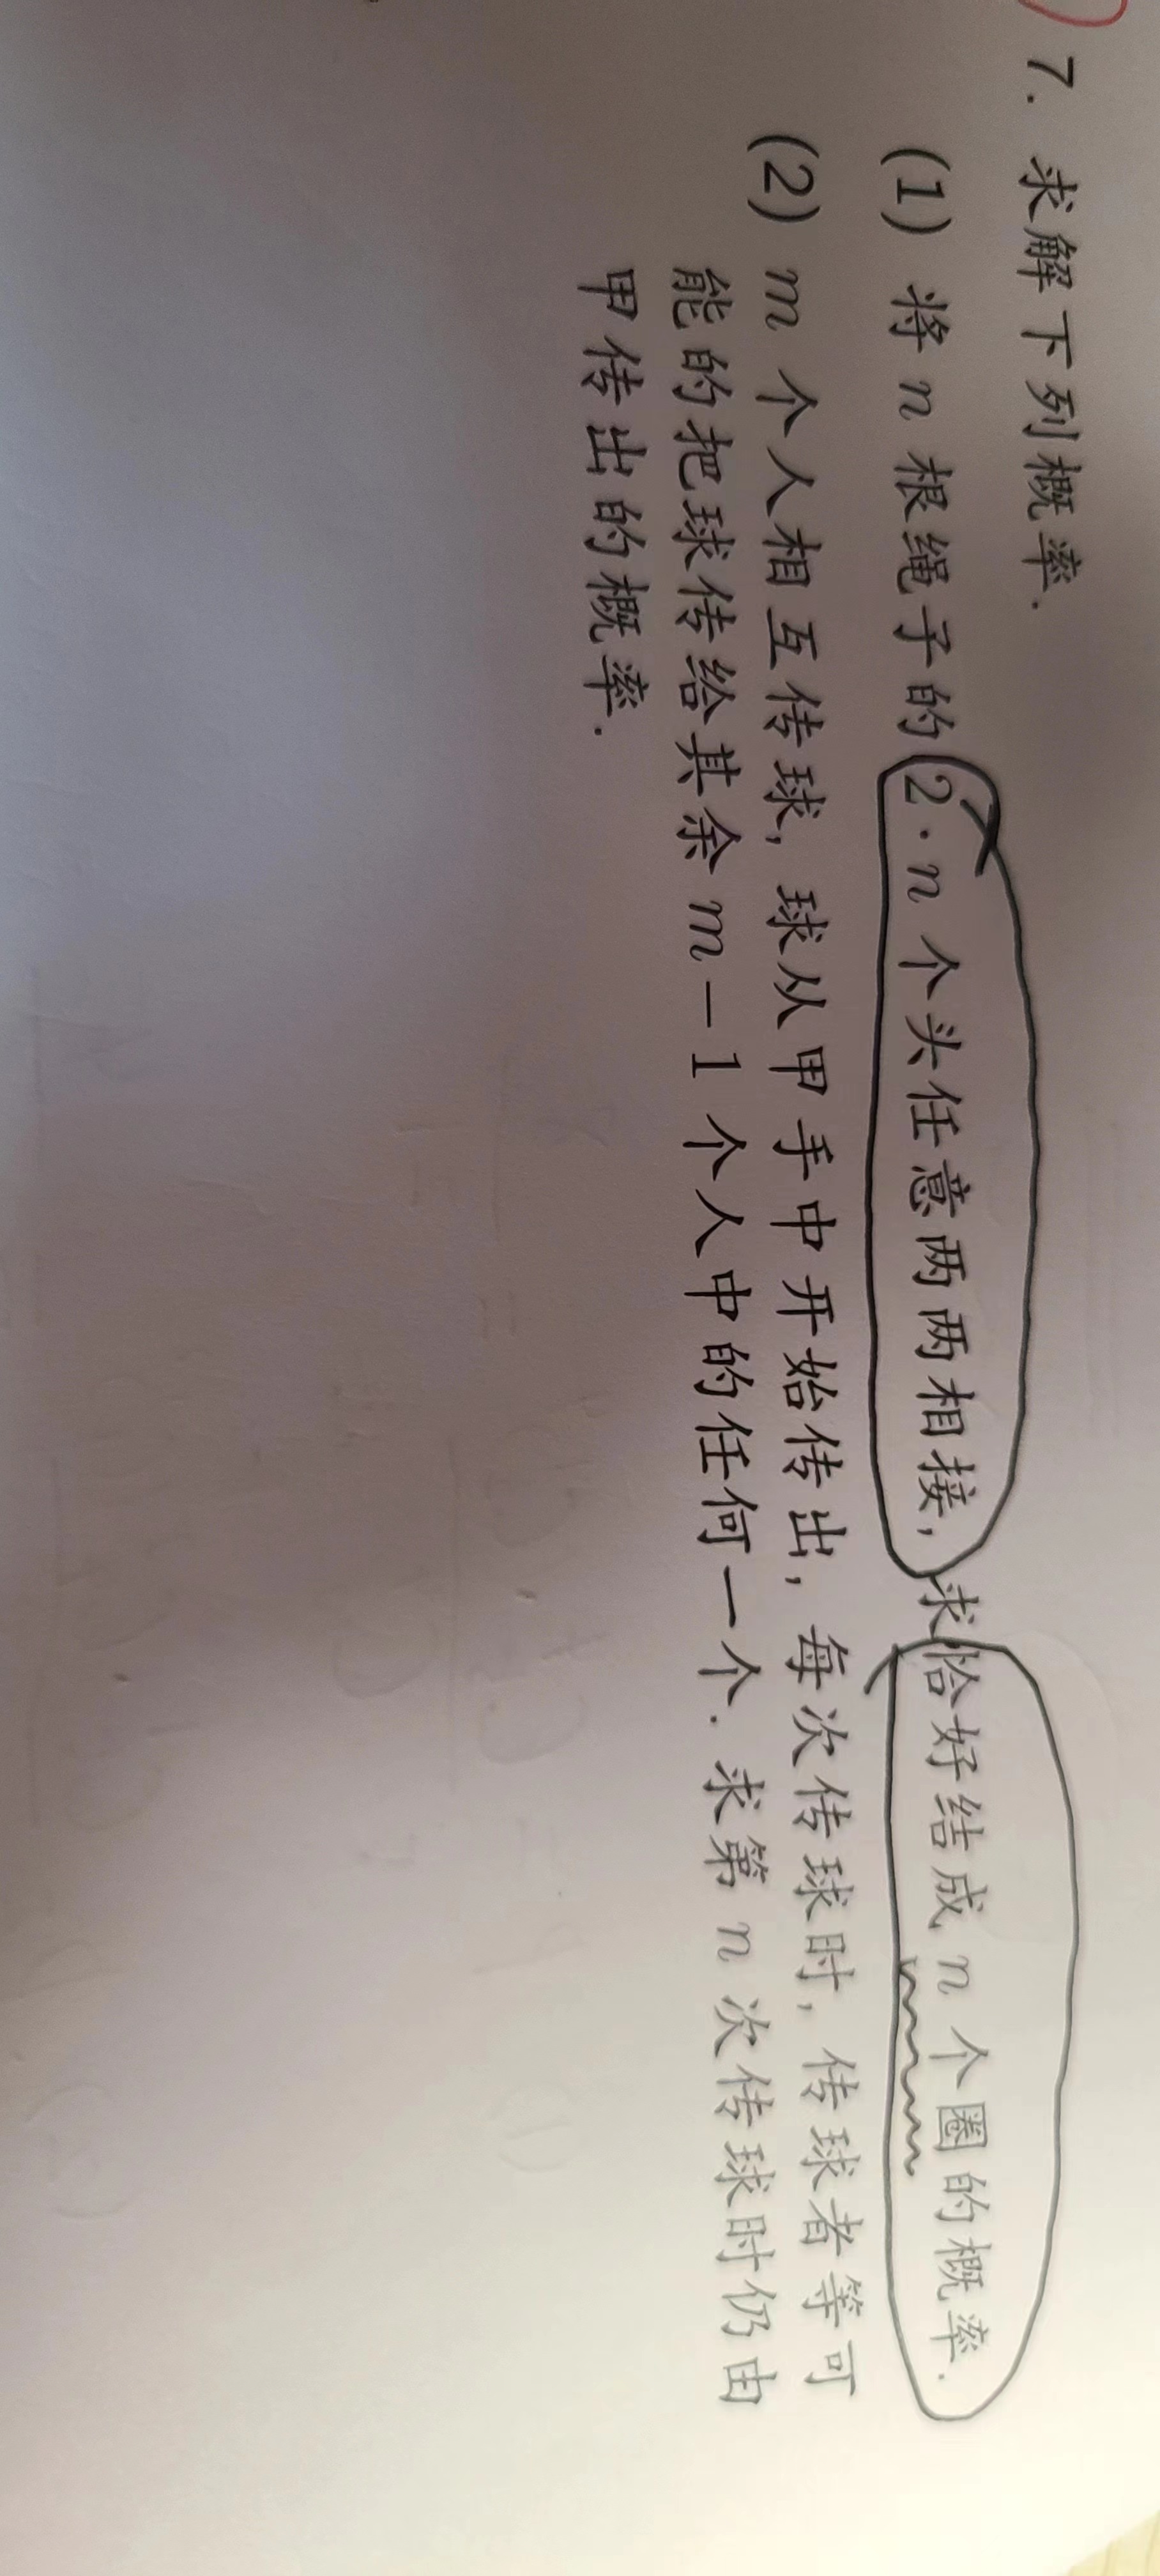 7. 求解下列概率.
(1) 将 n 根绳子的 2·n 个头任意两两相接, 求恰好结成 n 个圈的概率.
(2) m 个人相互传球, 球从甲手中开始传出, 每次传球时, 传球者等可
能的把球传给其余 m－1 个人中的任何一个. 求第 n 次传球时仍由
甲传出的概率.